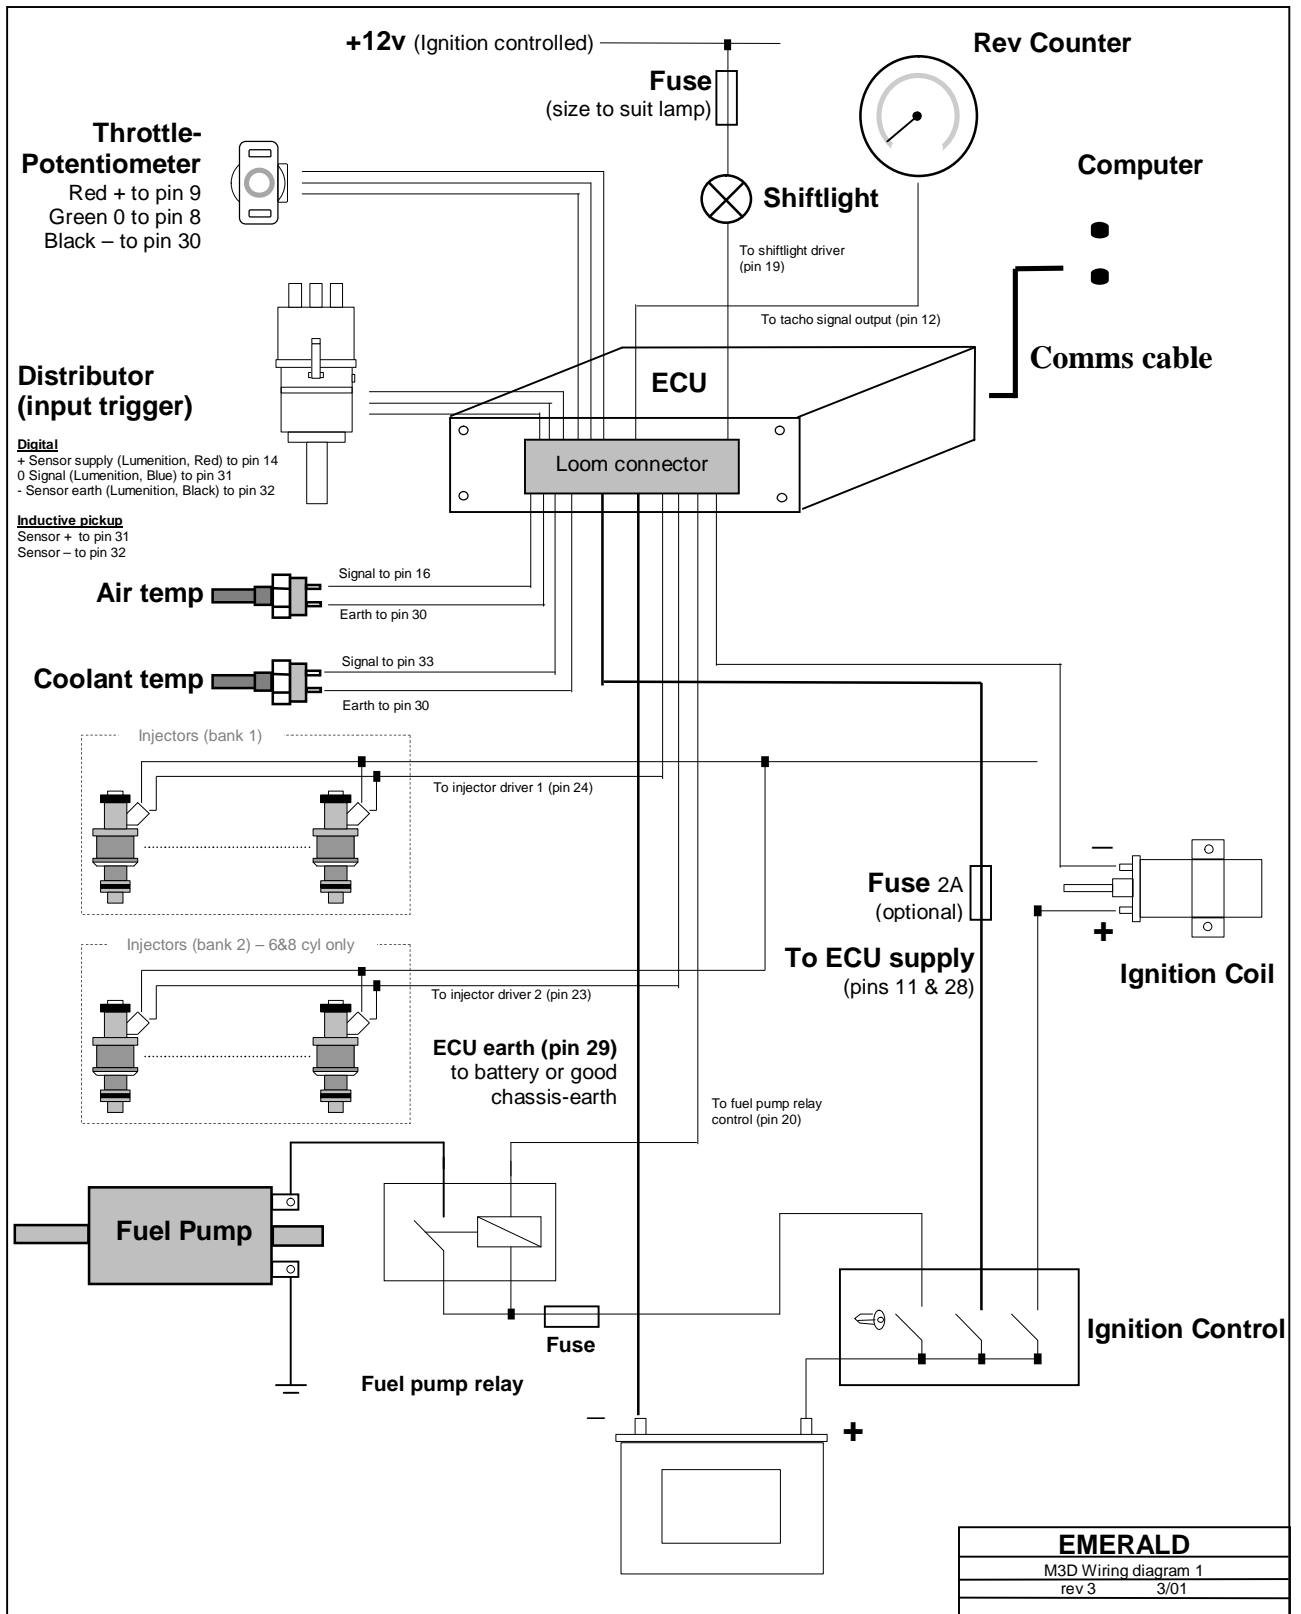 +12v (Ignition controlled)
Rev Counter
Fuse
(size to suit lamp)
Throttle-
Potentiometer
Red + to pin 9
Green 0 to pin 8
Black – to pin 30
Computer
Shiftlight
To shiftlight driver
(pin 19)
To tacho signal output (pin 12)
Comms cable
ECU
Distributor
(input trigger)
Digital
+ Sensor supply (Lumenition, Red) to pin 14
0 Signal (Lumenition, Blue) to pin 31
- Sensor earth (Lumenition, Black) to pin 32
Loom connector
Inductive pickup
Sensor + to pin 31
Sensor – to pin 32
Air temp
Signal to pin 16
Earth to pin 30
Coolant temp
Signal to pin 33
Earth to pin 30
Injectors (bank 1)
To injector driver 1 (pin 24)
–
Fuse 2A
(optional)
+
Injectors (bank 2) – 6&8 cyl only
To ECU supply
(pins 11 & 28)
Ignition Coil
To injector driver 2 (pin 23)
ECU earth (pin 29)
to battery or good
chassis-earth
To fuel pump relay
control (pin 20)
Fuel Pump
Ignition Control
Fuse
Fuel pump relay
–
+
EMERALD
M3D Wiring diagram 1
rev 3 3/01